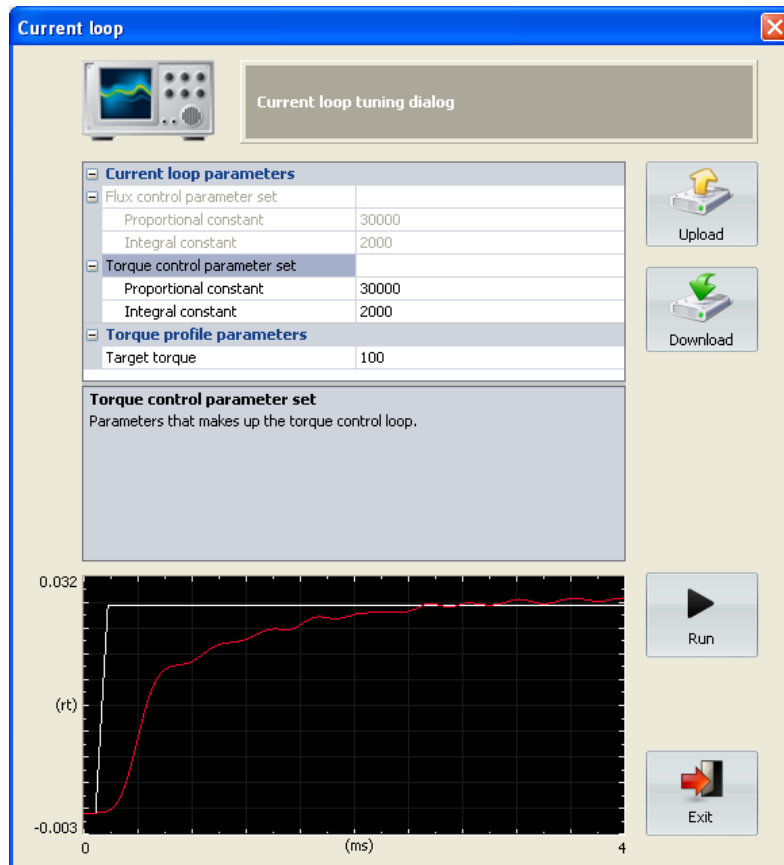 Current loop
Current loop tuning dialog
Current loop parameters
Flux control parameter set
Proportional constant 30000
Integral constant 2000
Torque control parameter set
Proportional constant 30000
Integral constant 2000
Torque profile parameters
Target torque 100
Upload
Download
Torque control parameter set
Parameters that makes up the torque control loop.
0.032
(rt)
-0.003
0 (ms) 4
Run
Exit